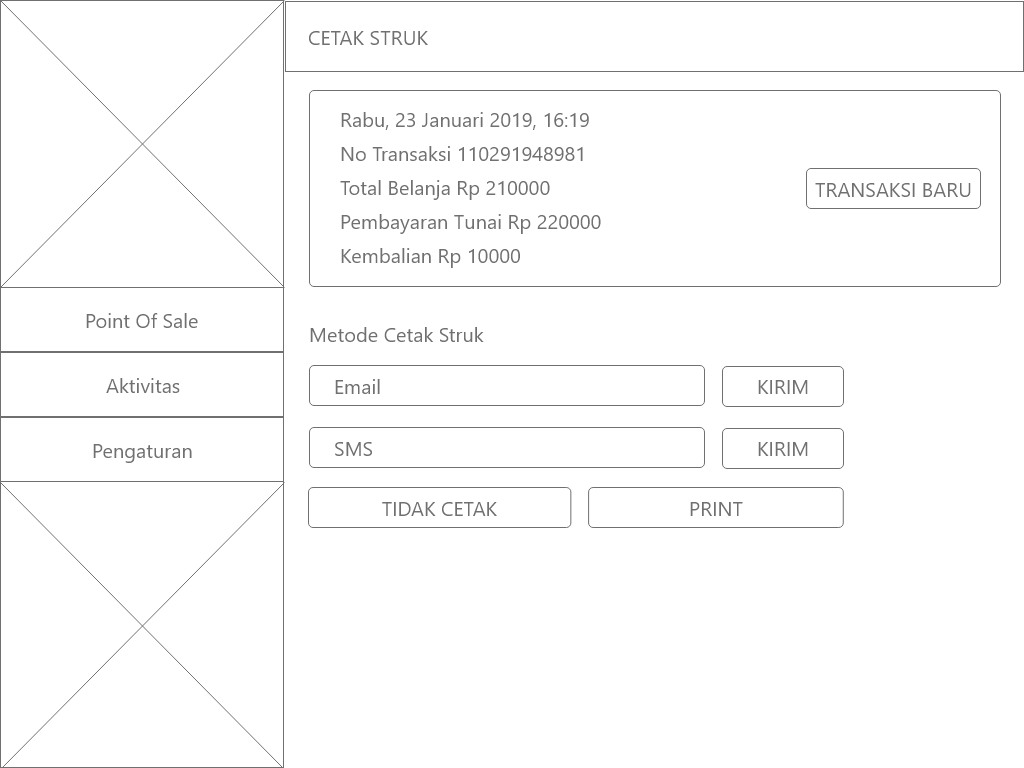 CETAK STRUK
Rabu, 23 Januari 2019, 16:19
No Transaksi 110291948981
Total Belanja Rp 210000
TRANSAKSI BARU
Pembayaran Tunai Rp 220000
Kembalian Rp 10000
Point Of Sale
Aktivitas
Pengaturan
Metode Cetak Struk
Email
KIRIM
SMS
KIRIM
TIDAK CETAK
PRINT